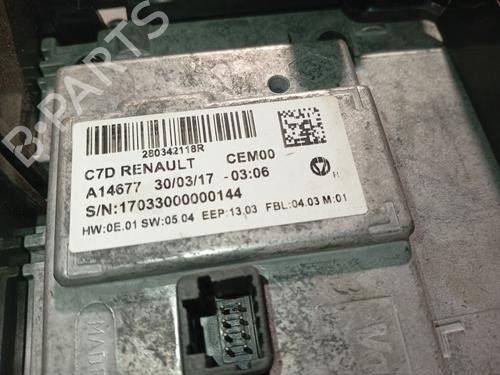 B-PARTS
280342118R
C7D RENAULT CEM00
A14677 30/03/17 - 03:06
S/N:17033000000144
HW:0E.01 SW:05.04 EEP:13.03 FBL:04.03 M:01